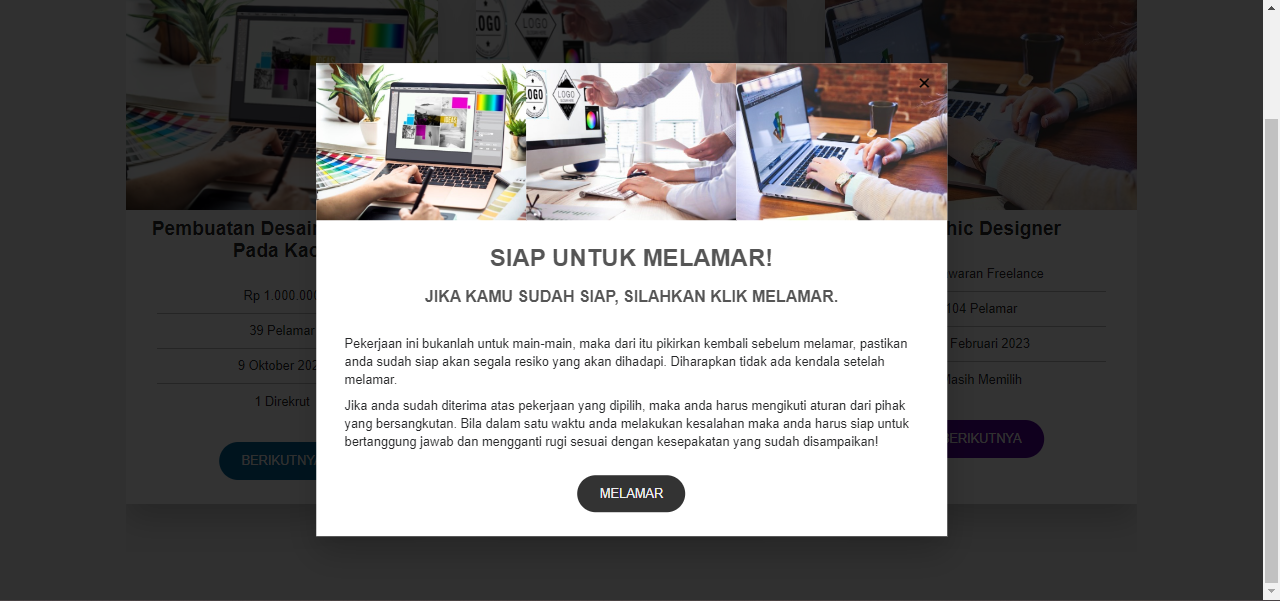 LOGO
LOGO
OGO
LOGO
Pembuatan Desain
Pada Kac
Rp 1.000.000
39 Pelamar
9 Oktober 202
1 Direkrut
BERIKUTNYA
SIAP UNTUK MELAMAR!
JIKA KAMU SUDAH SIAP, SILAHKAN KLIK MELAMAR.
Pekerjaan ini bukanlah untuk main-main, maka dari itu pikirkan kembali sebelum melamar, pastikan
anda sudah siap akan segala resiko yang akan dihadapi. Diharapkan tidak ada kendala setelah
melamar.
Jika anda sudah diterima atas pekerjaan yang dipilih, maka anda harus mengikuti aturan dari pihak
yang bersangkutan. Bila dalam satu waktu anda melakukan kesalahan maka anda harus siap untuk
bertanggung jawab dan mengganti rugi sesuai dengan kesepakatan yang sudah disampaikan!
MELAMAR
hic Designer
waran Freelance
104 Pelamar
Februari 2023
Masih Memilih
BERIKUTNYA